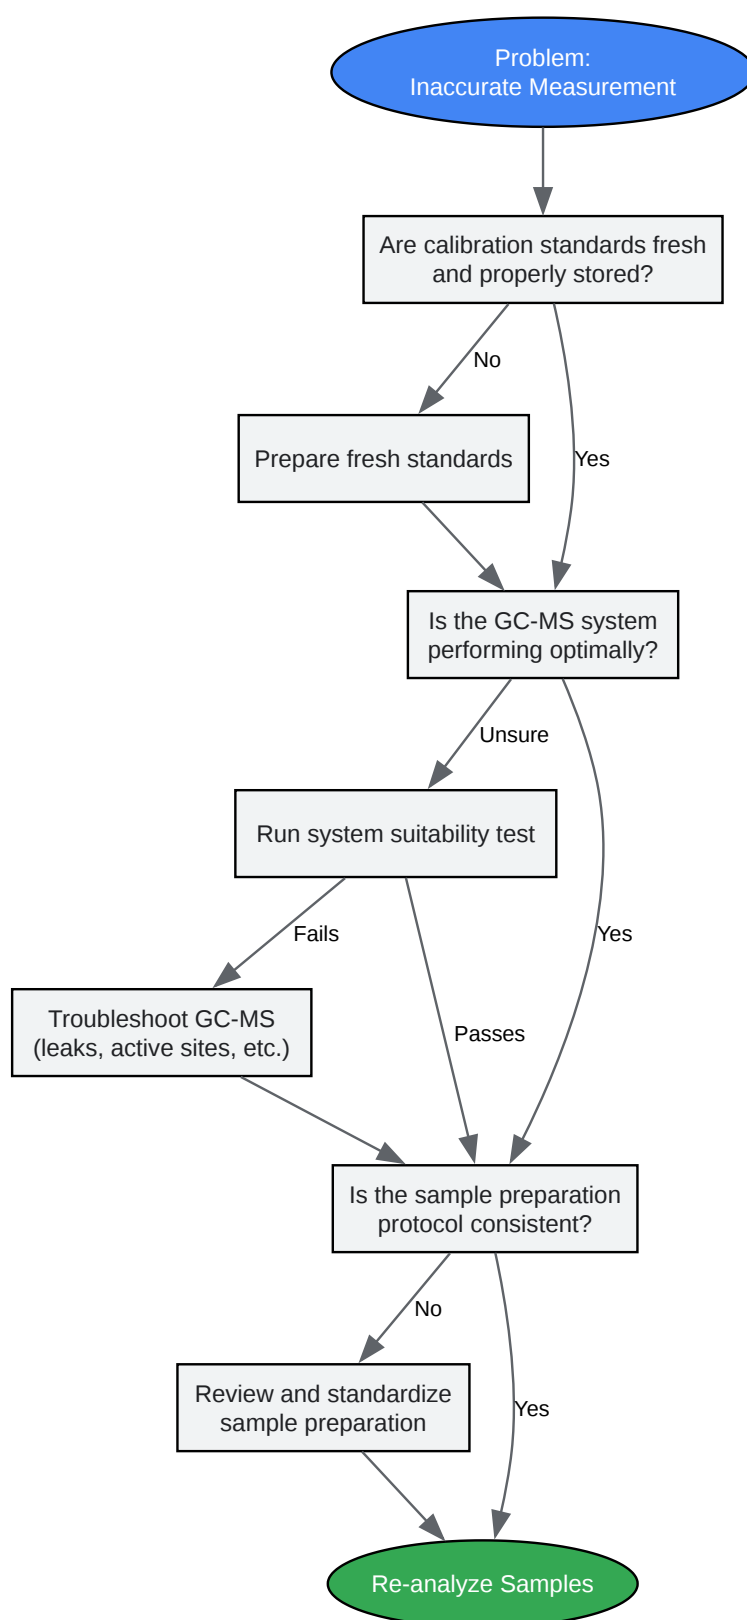 Problem:
Inaccurate Measurement
Are calibration standards fresh
and properly stored?
No
Yes
Prepare fresh standards
Is the GC-MS system
performing optimally?
Unsure
Yes
Run system suitability test
Fails
Passes
Troubleshoot GC-MS
(leaks, active sites, etc.)
Is the sample preparation
protocol consistent?
No
Yes
Review and standardize
sample preparation
Re-analyze Samples